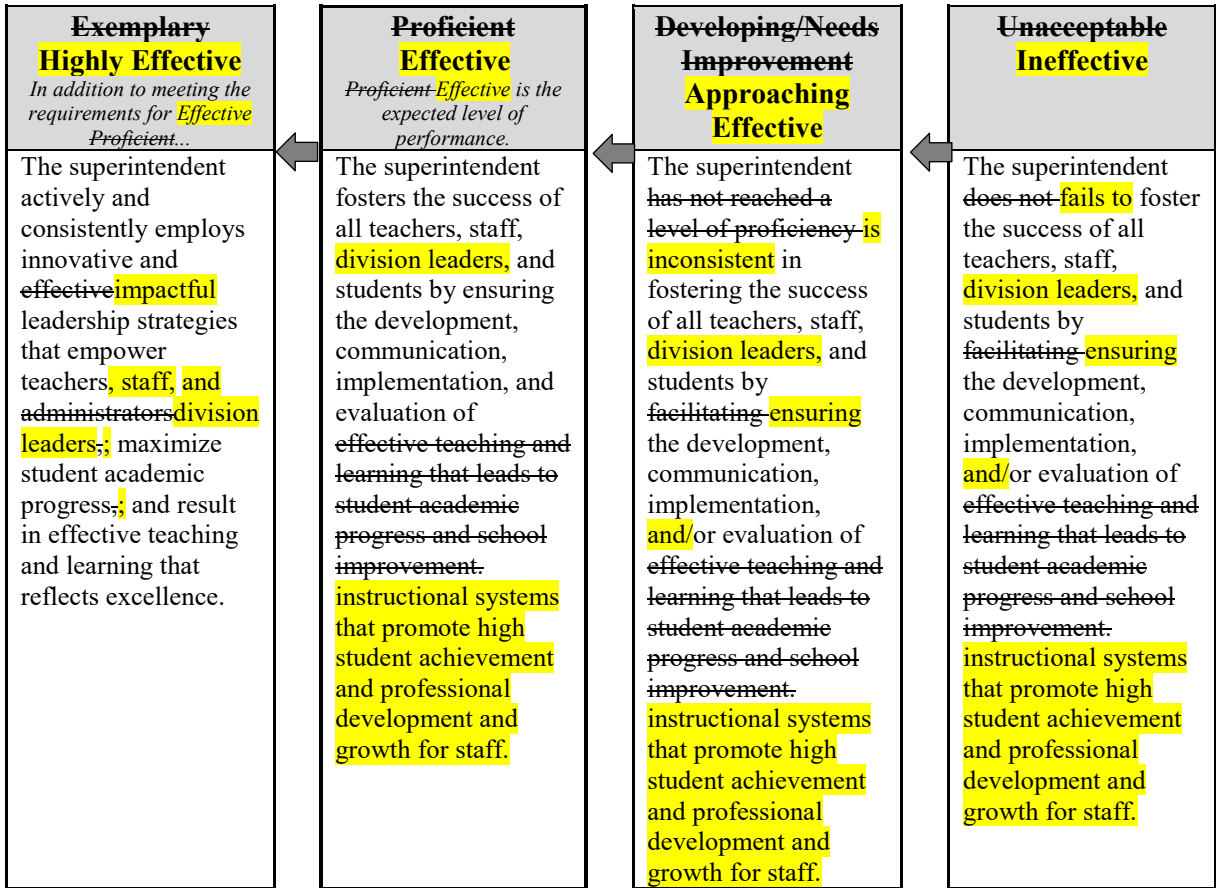 Exemplary
Highly Effective
In addition to meeting the
requirements for Effective
Proficient...
The superintendent
actively and
consistently employs
innovative and
effectiveimpactful
leadership strategies
that empower
teachers, staff, and
administratorsdivision
leaders,; maximize
student academic
progress,; and result
in effective teaching
and learning that
reflects excellence.
Proficient
Effective
Proficient Effective is the
expected level of
performance.
The superintendent
fosters the success of
all teachers, staff,
division leaders, and
students by ensuring
the development,
communication,
implementation, and
evaluation of
effective teaching and
learning that leads to
student academic
progress and school
improvement.
instructional systems
that promote high
student achievement
and professional
development and
growth for staff.
Developing/Needs
Improvement
Approaching
Effective
The superintendent
has not reached a
level of proficiency is
inconsistent in
fostering the success
of all teachers, staff,
division leaders, and
students by
facilitating ensuring
the development,
communication,
implementation,
and/or evaluation of
effective teaching and
learning that leads to
student academic
progress and school
improvement.
instructional systems
that promote high
student achievement
and professional
development and
growth for staff.
Unacceptable
Ineffective
The superintendent
does not fails to foster
the success of all
teachers, staff,
division leaders, and
students by
facilitating ensuring
the development,
communication,
implementation,
and/or evaluation of
effective teaching and
learning that leads to
student academic
progress and school
improvement.
instructional systems
that promote high
student achievement
and professional
development and
growth for staff.